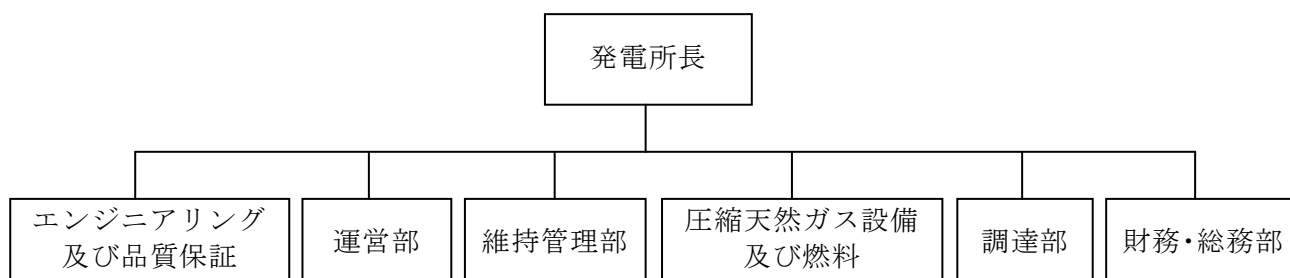 発電所長
エンジニアリング
及び品質保証
運営部
維持管理部
圧縮天然ガス設備
及び燃料
調達部
財務・総務部